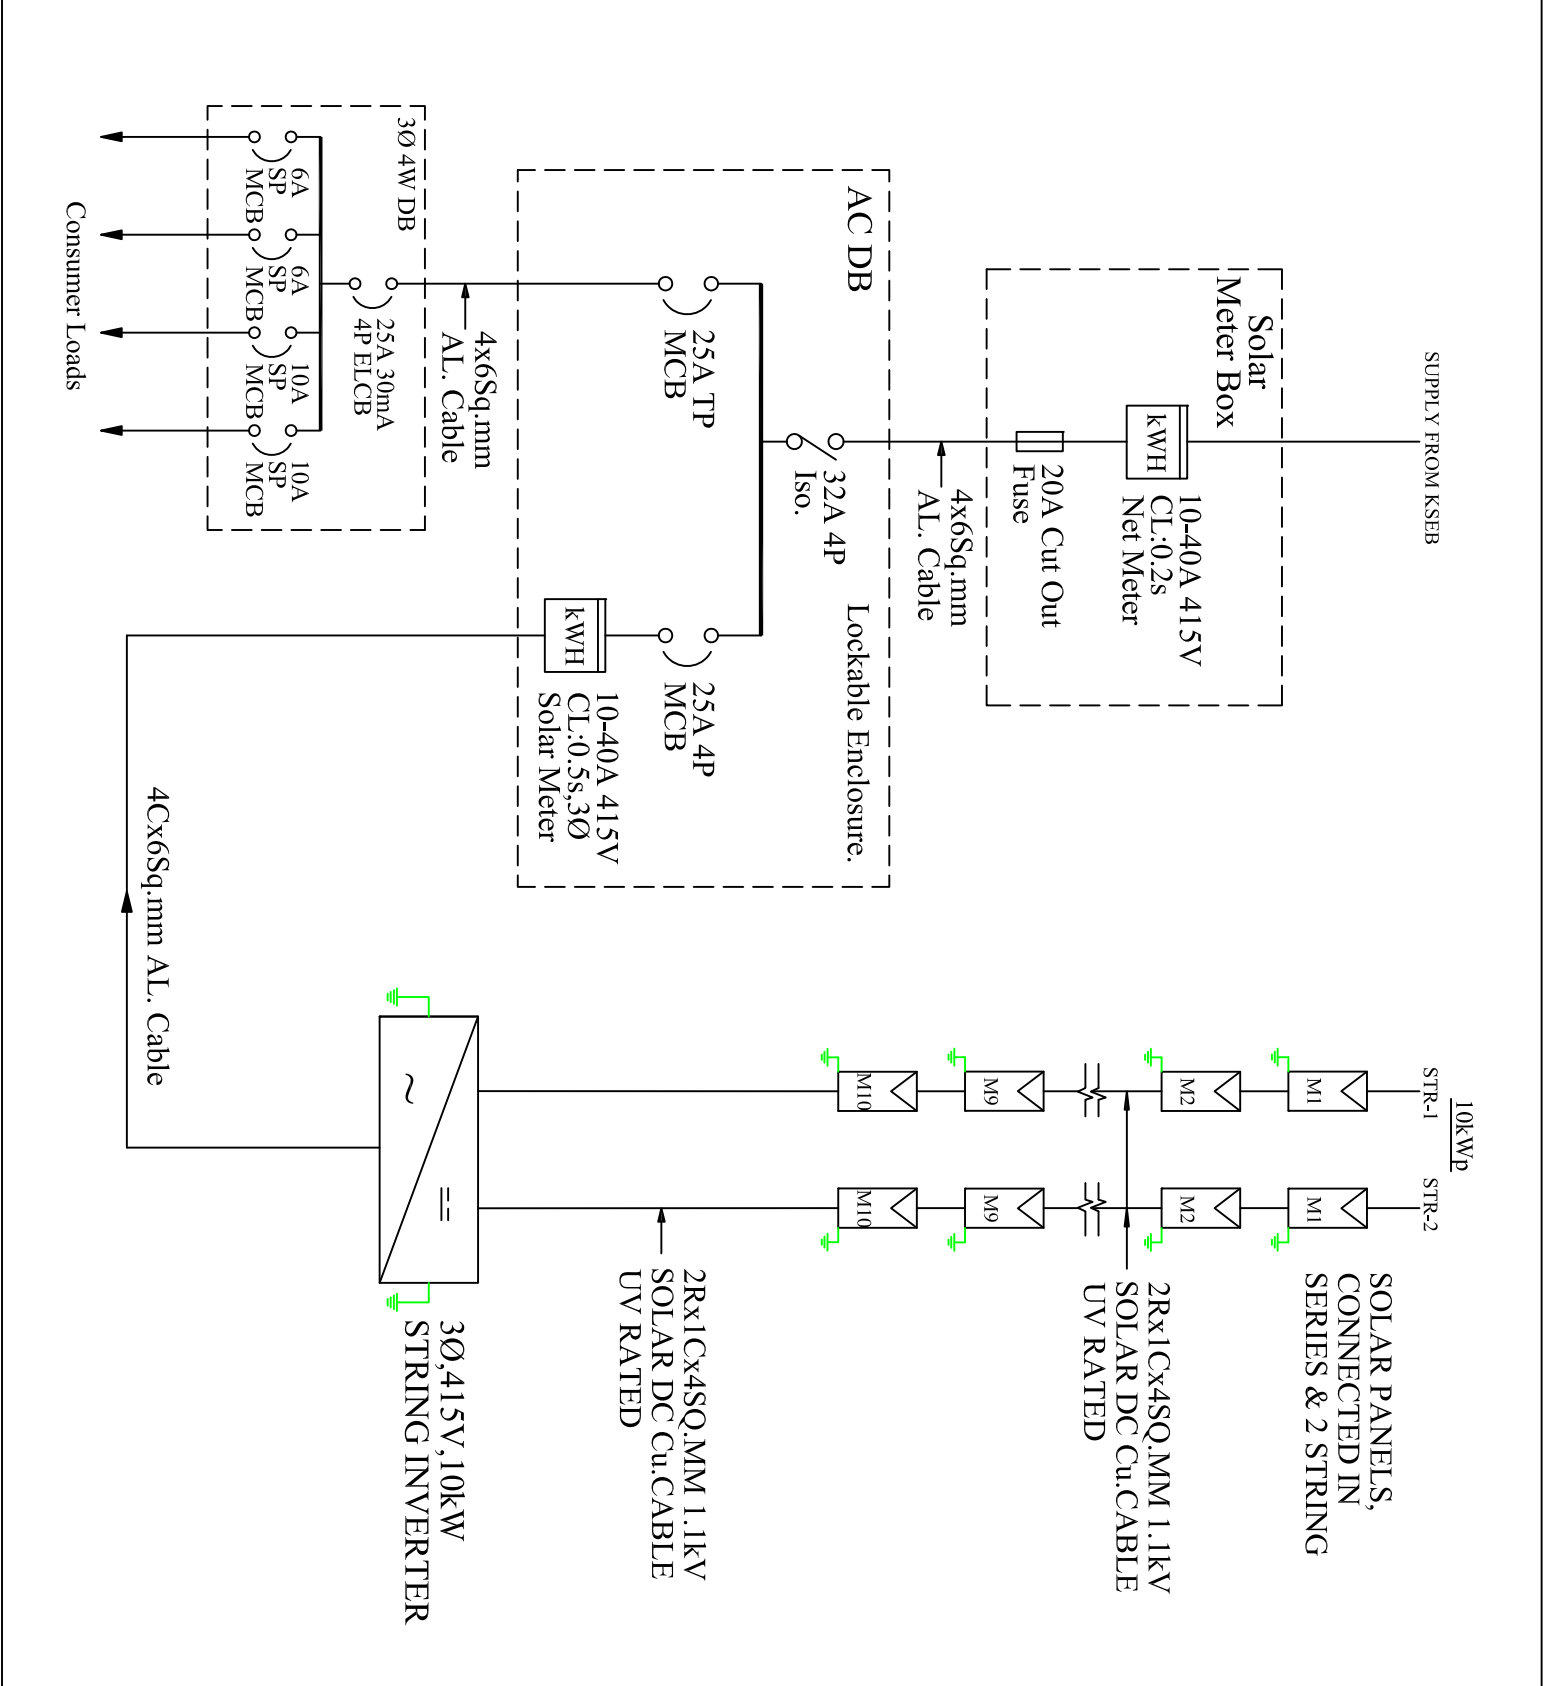 SUPPLY FROM KSEB
Solar
Meter Box
kWH
10-40A 415V
CL:0.2s
Net Meter
20A Cut Out
Fuse
4x6Sq.mm
AL. Cable
AC DB
Lockable Enclosure.
32A 4P
Iso.
25A TP
MCB
25A 4P
MCB
kWH
10-40A 415V
CL:0.5s,3Ø
Solar Meter
4x6Sq.mm
AL. Cable
3Ø 4W DB
25A 30mA
4P ELCB
6A
SP
MCB
6A
SP
MCB
10A
SP
MCB
10A
SP
MCB
Consumer Loads
4Cx6Sq.mm AL. Cable
10kWp
STR-1
STR-2
M1
M1
M2
M2
M9
M9
M10
M10
SOLAR PANELS,
CONNECTED IN
SERIES & 2 STRING
2Rx1Cx4SQ.MM 1.1kV
SOLAR DC Cu.CABLE
UV RATED
2Rx1Cx4SQ.MM 1.1kV
SOLAR DC Cu.CABLE
UV RATED
3Ø,415V,10kW
STRING INVERTER